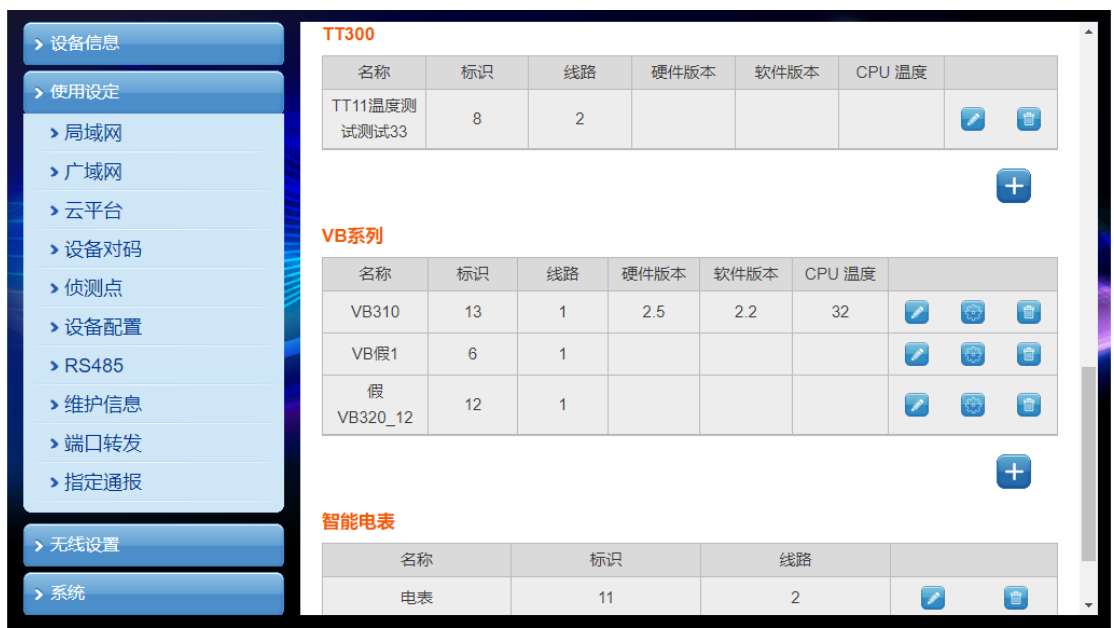 设备信息
使用设定
局域网
广域网
云平台
设备对码
侦测点
设备配置
RS485
维护信息
端口转发
指定通报
无线设置
系统
TT300
名称 标识 线路 硬件版本 软件版本 CPU 温度
TT11温度测
试测试33 8 2
VB系列
名称 标识 线路 硬件版本 软件版本 CPU 温度
VB310 13 1 2.5 2.2 32
VB假1 6 1
假
VB320_12 12 1
智能电表
名称 标识 线路
电表 11 2